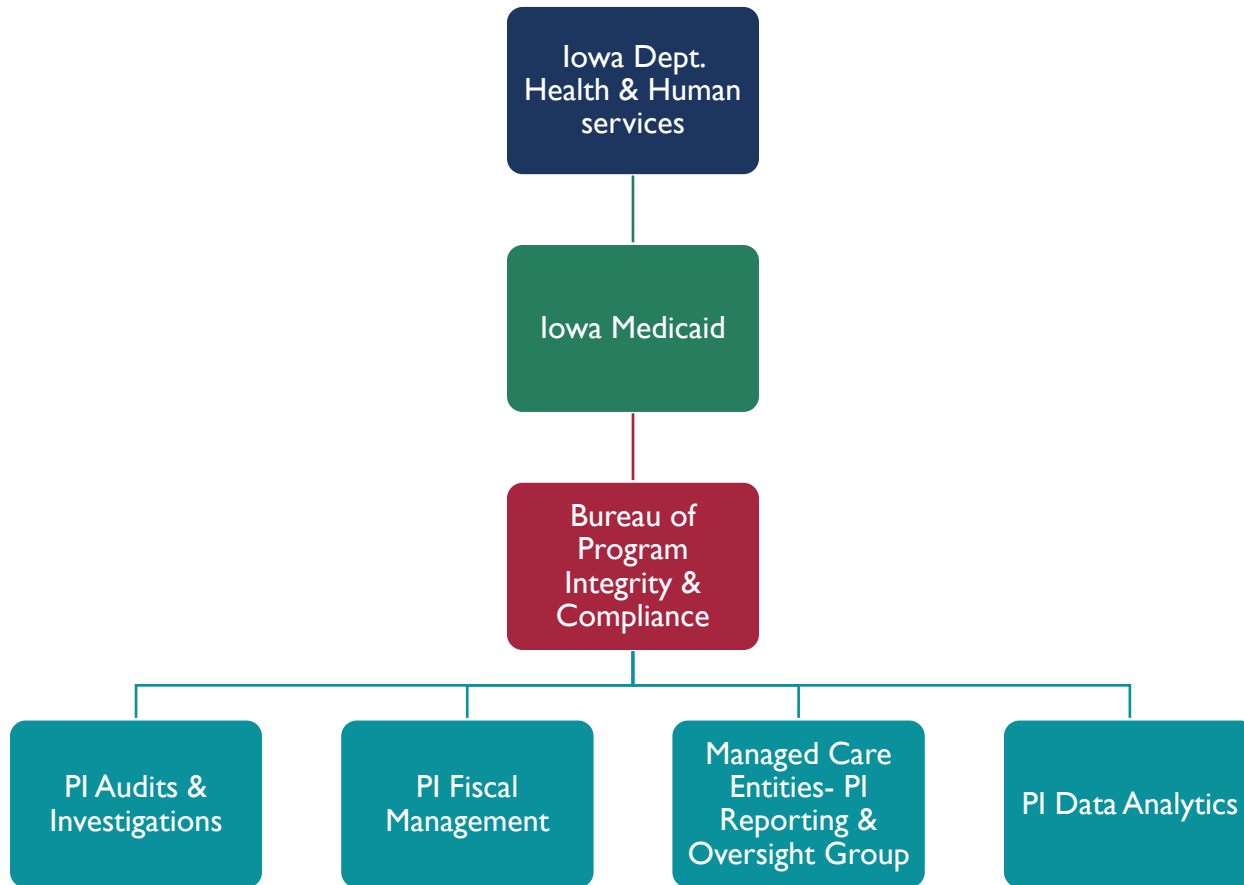 Iowa Dept.
Health & Human
services
Iowa Medicaid
Bureau of
Program
Integrity &
Compliance
PI Audits &
Investigations
PI Fiscal
Management
Managed Care
Entities- PI
Reporting &
Oversight Group
PI Data Analytics